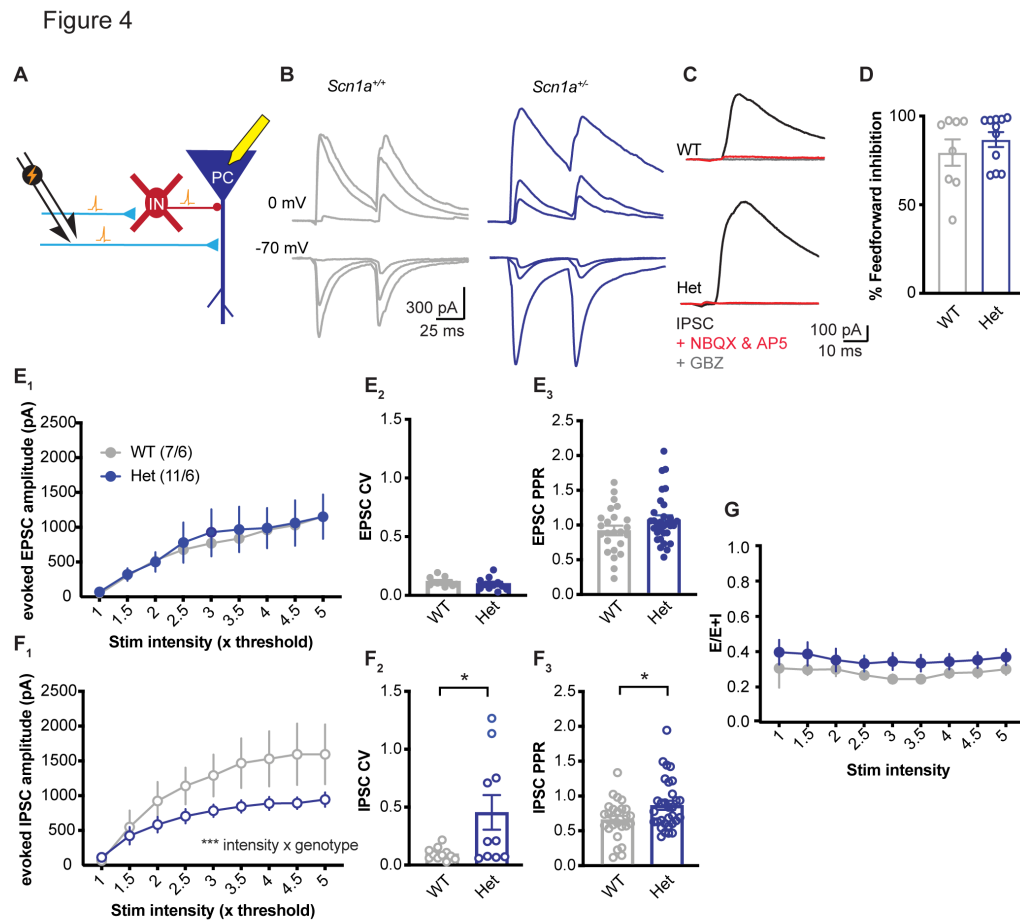 Figure 4
A
B
C
D
Scn1a+/+
Scn1a+/-
PC
IN
0 mV
-70 mV
300 pA
25 ms
WT
Het
IPSC
+ NBQX & AP5
+ GBZ
100 pA
10 ms
% Feedforward inhibition
100
50
0
WT
Het
E1
evoked EPSC amplitude (pA)
2500
2000
1500
1000
500
0
WT (7/6)
Het (11/6)
1
1.5
2
2.5
3
3.5
4
4.5
5
Stim intensity (x threshold)
E2
EPSC CV
1.5
1.0
0.5
0.0
WT
Het
E3
EPSC PPR
2.5
2.0
1.5
1.0
0.5
0.0
WT
Het
F1
evoked IPSC amplitude (pA)
2500
2000
1500
1000
500
0
*** intensity x genotype
1
1.5
2
2.5
3
3.5
4
4.5
5
Stim intensity (x threshold)
F2
IPSC CV
1.5
1.0
0.5
0.0
*
WT
Het
F3
IPSC PPR
2.5
2.0
1.5
1.0
0.5
0.0
*
WT
Het
G
E/E+I
1.0
0.8
0.6
0.4
0.2
0.0
1
1.5
2
2.5
3
3.5
4
4.5
5
Stim intensity